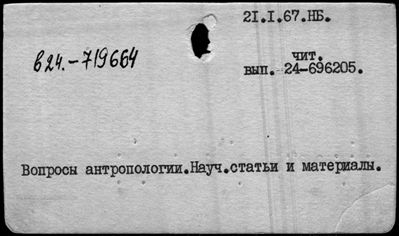 21.I.67.НБ.
в24.-719664
чит.
вып. 24-696205.
Вопросы антропологии.Науч.статьи и материалы.